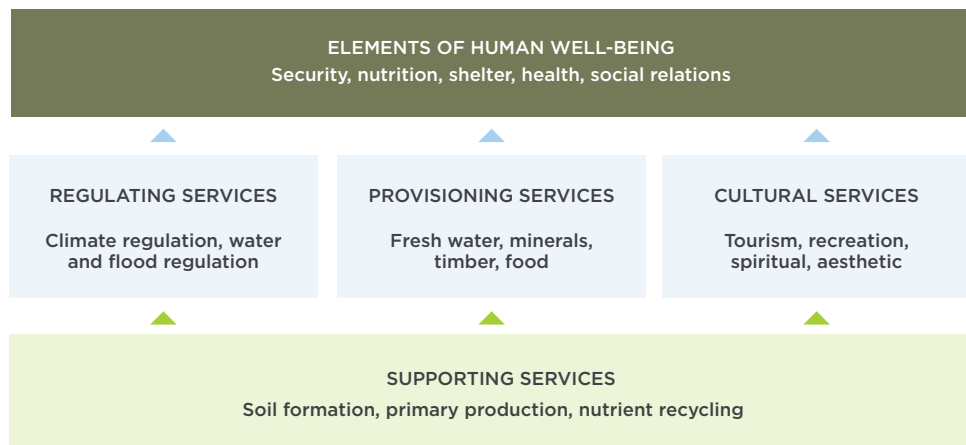 ELEMENTS OF HUMAN WELL-BEING
Security, nutrition, shelter, health, social relations
REGULATING SERVICES
Climate regulation, water
and flood regulation
PROVISIONING SERVICES
Fresh water, minerals,
timber, food
CULTURAL SERVICES
Tourism, recreation,
spiritual, aesthetic
SUPPORTING SERVICES
Soil formation, primary production, nutrient recycling